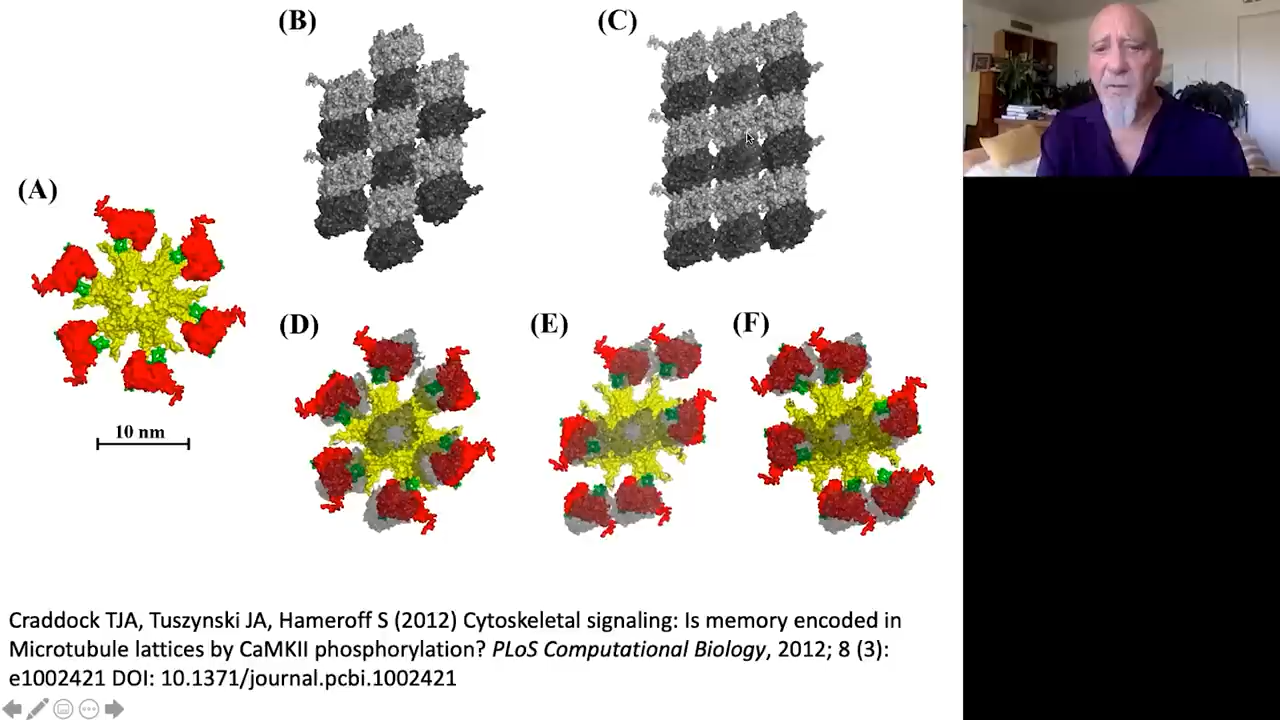 (B)
(C)
(A)
(D)
(E)
(F)
10 nm
Craddock TJA, Tuszynski JA, Hameroff S (2012) Cytoskeletal signaling: Is memory encoded in
Microtubule lattices by CaMKII phosphorylation? PLoS Computational Biology, 2012; 8 (3):
e1002421 DOI: 10.1371/journal.pcbi.1002421